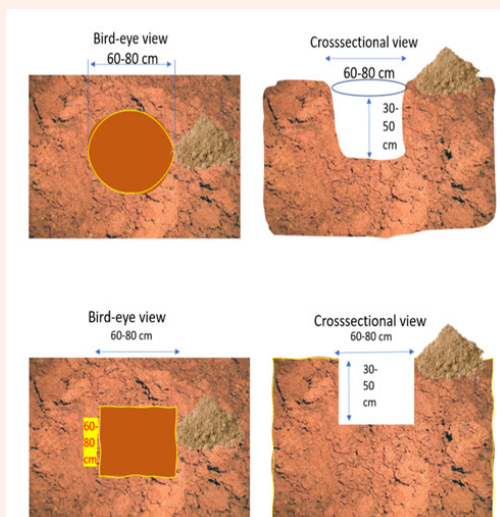 Bird-eye view
60-80 cm
Crosssectional view
60-80 cm
30-
50
cm
Bird-eye view
60-80 cm
60-
80
cm
Crosssectional view
60-80 cm
30-
50
cm